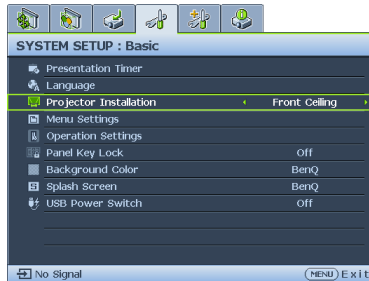 SYSTEM SETUP : Basic
Presentation Timer
Language
Projector Installation Front Ceiling
Menu Settings
Operation Settings
Panel Key Lock Off
Background Color BenQ
Splash Screen BenQ
USB Power Switch Off
No Signal MENU Exit